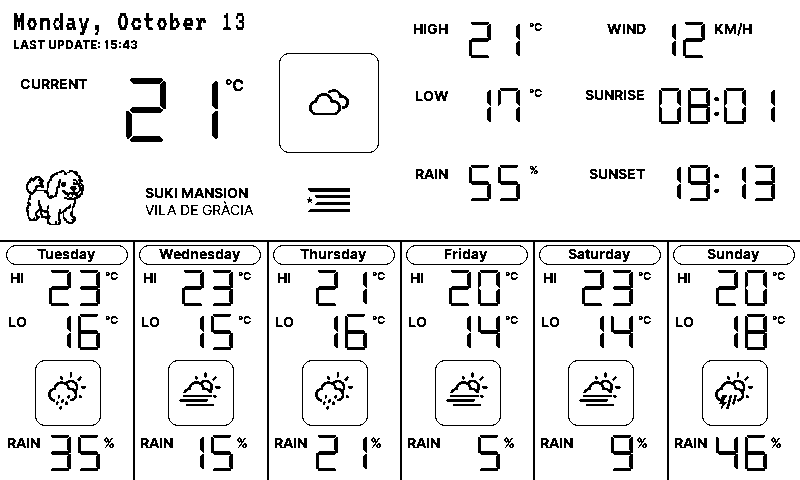 Monday, October 13
LAST UPDATE: 15:43
CURRENT 21°C
SUKI MANSION
VILA DE GRÀCIA
HIGH 21°C
LOW 17°C
RAIN 55%
WIND 12 KM/H
SUNRISE 08:01
SUNSET 19:13
Tuesday
HI 23°C
LO 16°C
RAIN 35%
Wednesday
HI 23°C
LO 15°C
RAIN 15%
Thursday
HI 21°C
LO 16°C
RAIN 21%
Friday
HI 20°C
LO 14°C
RAIN 5%
Saturday
HI 23°C
LO 14°C
RAIN 9%
Sunday
HI 20°C
LO 18°C
RAIN 46%